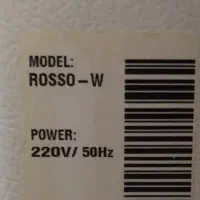 MODEL:
ROSSO-W
POWER:
220V/ 50Hz